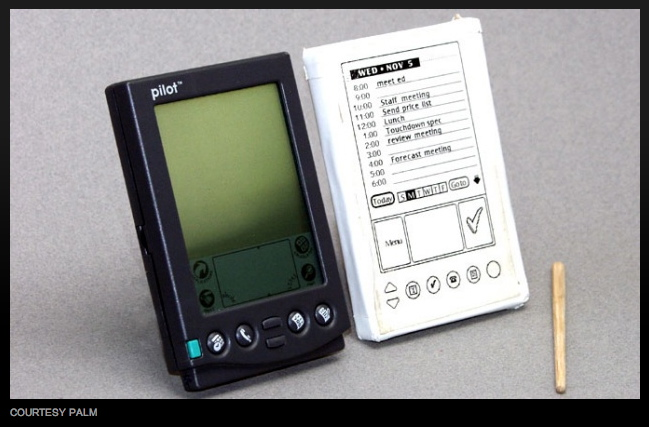 pilot™
WED • NOV 5
8:00 meet ed
9:00
10:00 Staff meeting
11:00 Send price list
12:00 Lunch
1:00 Touchdown spec
2:00 review meeting
3:00
4:00 Forecast meeting
5:00
6:00
Today S M T W T F Go to
Menu
COURTESY PALM